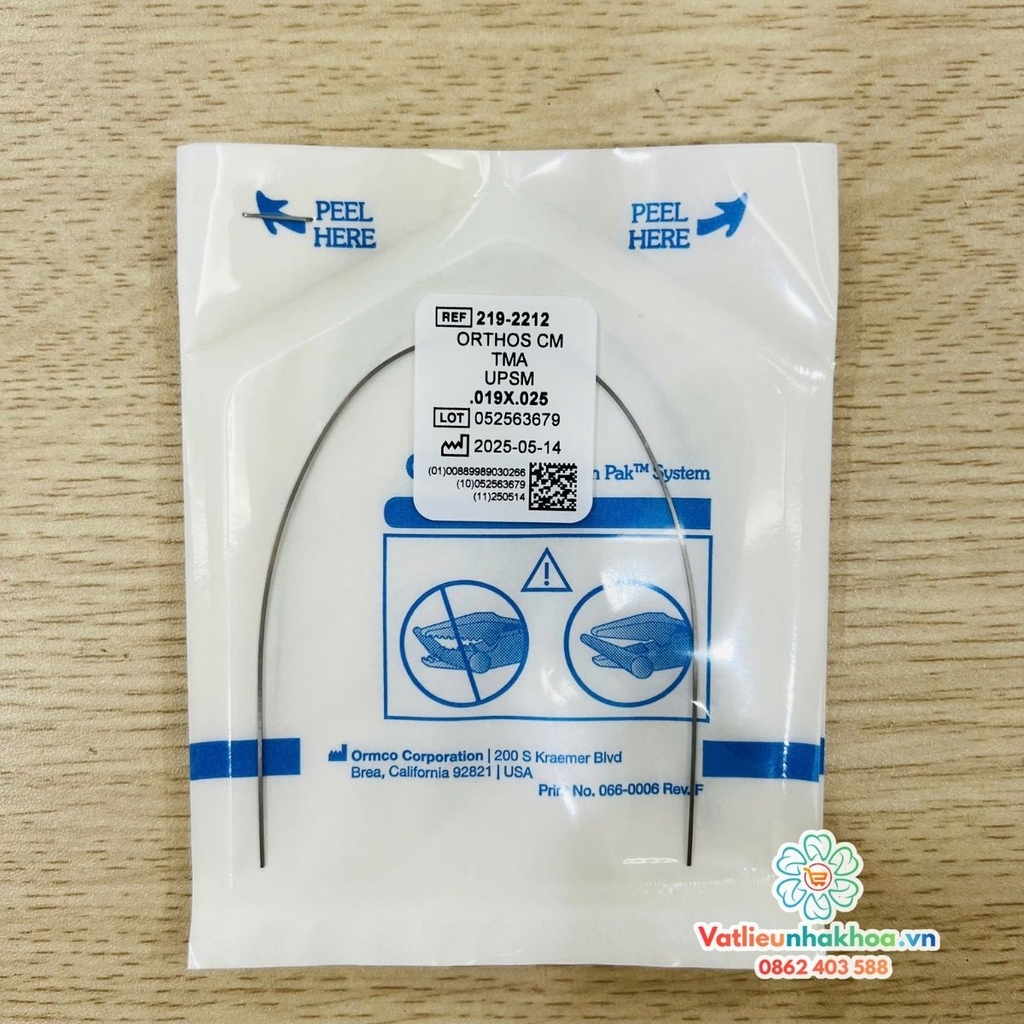 PEEL
HERE
PEEL
HERE
REF 219-2212
ORTHOS CM
TMA
UPSM
.019X.025
LOT 052563679
2025-05-14
(01)00889989030266
(10)052563679
(11)250514
Pak™ System
Ormco Corporation | 200 S Kraemer Blvd
Brea, California 92821 | USA
Print No. 066-0006 Rev. F
Vatlieunhakhoa.vn
0862 403 588